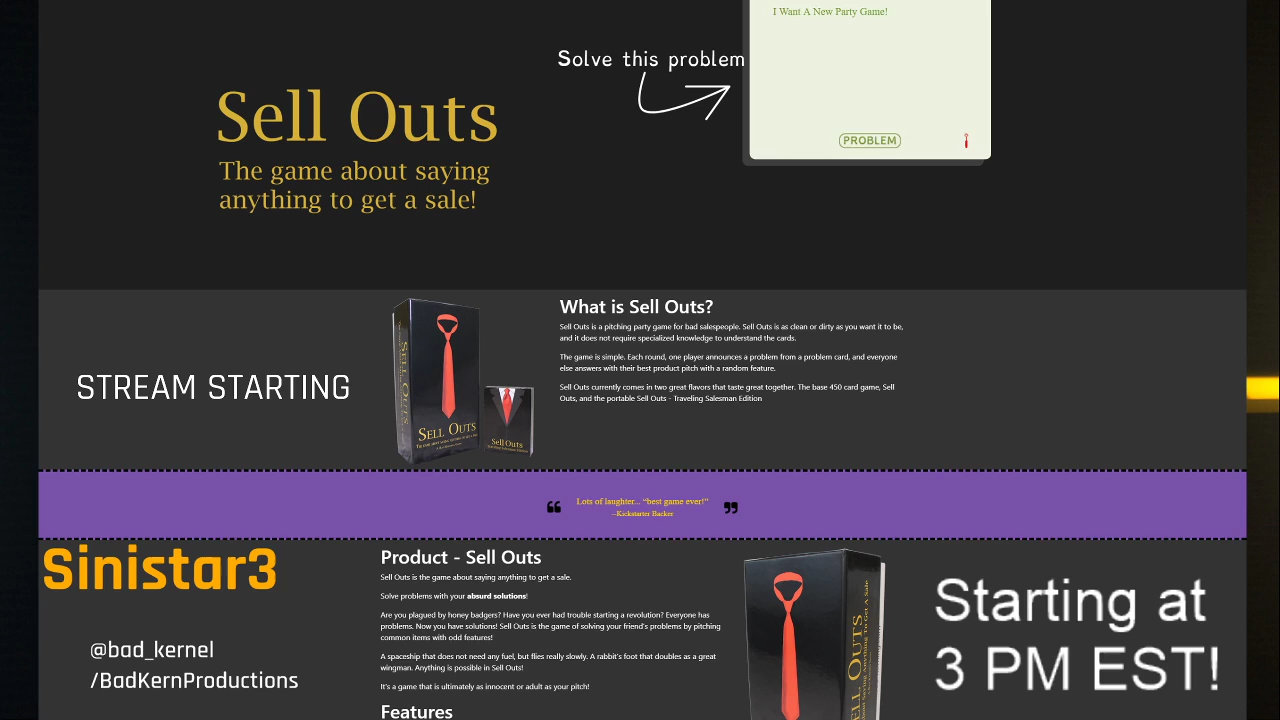 I Want A New Party Game!
Solve this problem
PROBLEM
Sell Outs
The game about saying
anything to get a sale!
What is Sell Outs?
Sell Outs is a pitching party game for bad salespeople. Sell Outs is as clean or dirty as you want it to be,
and it does not require specialized knowledge to understand the cards.
The game is simple. Each round, one player announces a problem from a problem card, and everyone
else answers with their best product pitch with a random feature.
Sell Outs currently comes in two great flavors that taste great together. The base 450 card game, Sell
Outs, and the portable Sell Outs - Traveling Salesman Edition
STREAM STARTING
SELL OUTS
SELL OUTS
Sell Outs
❝ Lots of laughter... “best game ever!” ❞
--Kickstarter Backer
Sinistar3
@bad_kernel
/BadKernProductions
Product - Sell Outs
Sell Outs is the game about saying anything to get a sale.
Solve problems with your absurd solutions!
Are you plagued by honey badgers? Have you ever had trouble starting a revolution? Everyone has
problems. Now you have solutions! Sell Outs is the game of solving your friend's problems by pitching
common items with odd features!
A spaceship that does not need any fuel, but flies really slowly. A rabbit's foot that doubles as a great
wingman. Anything is possible in Sell Outs!
It's a game that is ultimately as innocent or adult as your pitch!
Features
SELL OUTS
Starting at
3 PM EST!